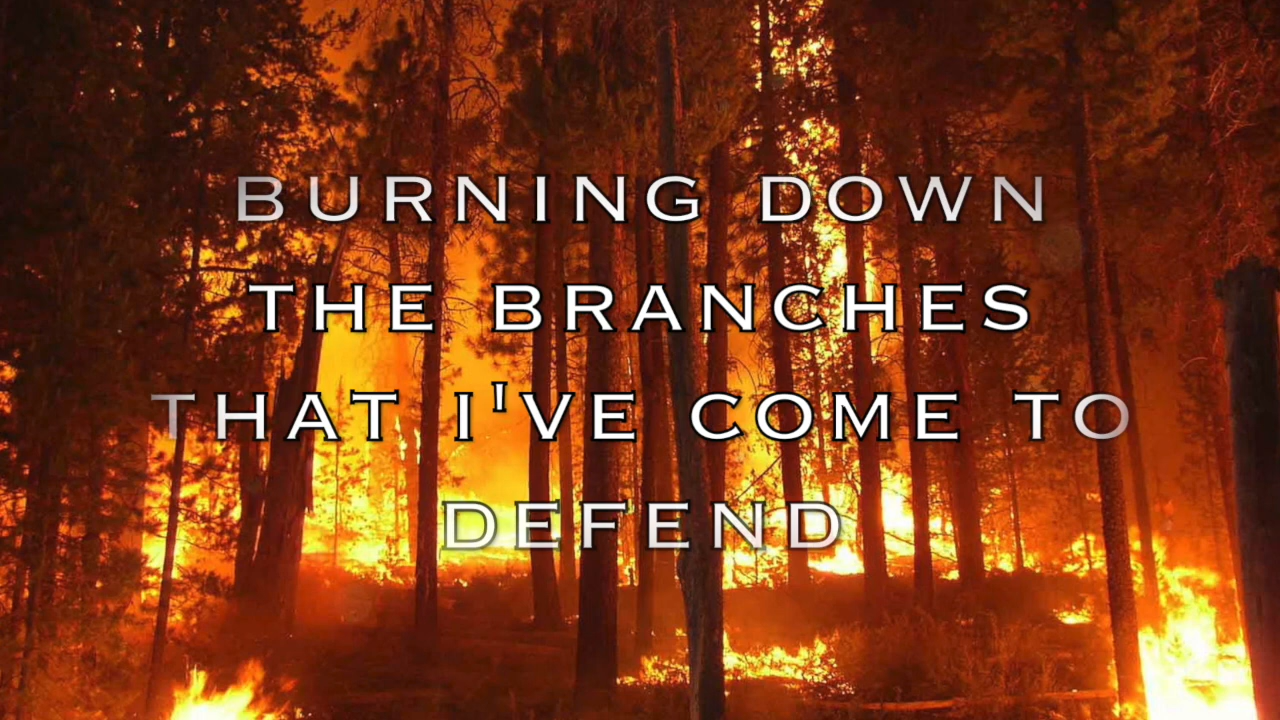 BURNING DOWN
THE BRANCHES
THAT I'VE COME TO
DEFEND